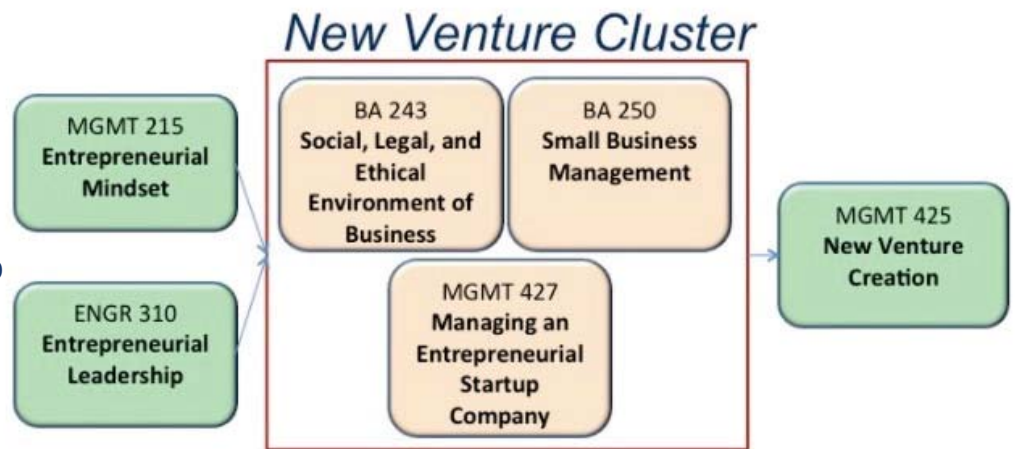 New Venture Cluster
MGMT 215
Entrepreneurial
Mindset
ENGR 310
Entrepreneurial
Leadership
BA 243
Social, Legal, and
Ethical
Environment of
Business
BA 250
Small Business
Management
MGMT 427
Managing an
Entrepreneurial
Startup
Company
MGMT 425
New Venture
Creation